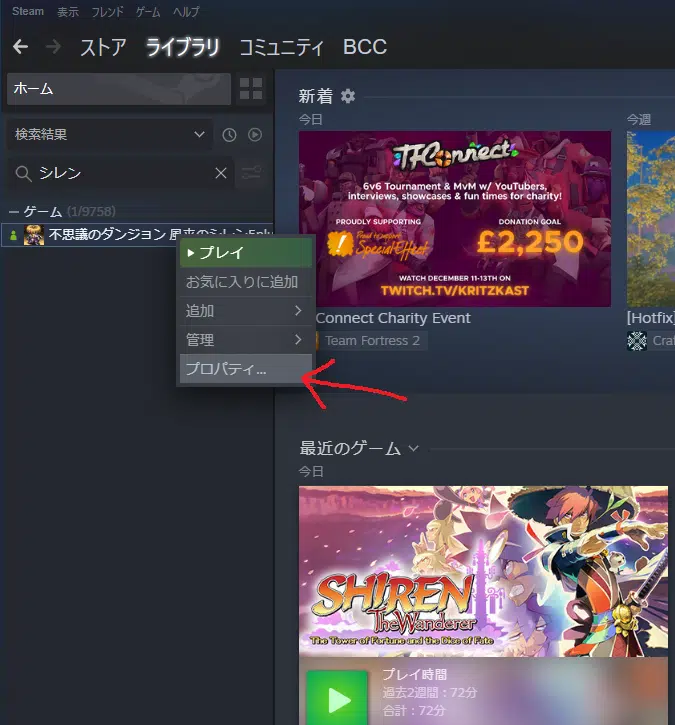 Steam 表示 フレンド ゲーム ヘルプ
ストア ライブラリ コミュニティ BCC
ホーム
新着
今日
今週
検索結果
シレン
ゲーム (1/9758)
不思議のダンジョン 風来のシレン5plu
プレイ
お気に入りに追加
追加
管理
プロパティ...
TFConnect
6v6 Tournament & MvM w/ YouTubers,
interviews, showcases & fun times for charity!
PROUDLY SUPPORTING
SpecialEffect
DONATION GOAL
£2,250
WATCH DECEMBER 11-13TH ON
TWITCH.TV/KRITZKAST
Connect Charity Event
[Hotfix]
Team Fortress 2
Cra
最近のゲーム
今日
SHIREN
The Wanderer
The Tower of Fortune and the Dice of Fate
プレイ時間
過去2週間：72分
合計：72分